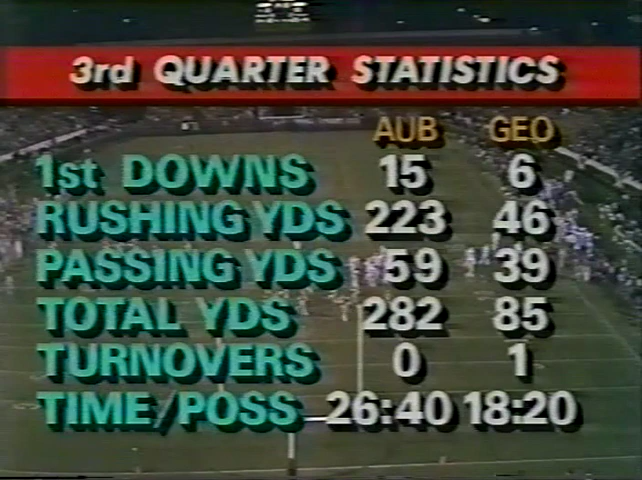 3rd QUARTER STATISTICS
AUB GEO
1st DOWNS 15 6
RUSHING YDS 223 46
PASSING YDS 59 39
TOTAL YDS 282 85
TURNOVERS 0 1
TIME/POSS 26:40 18:20